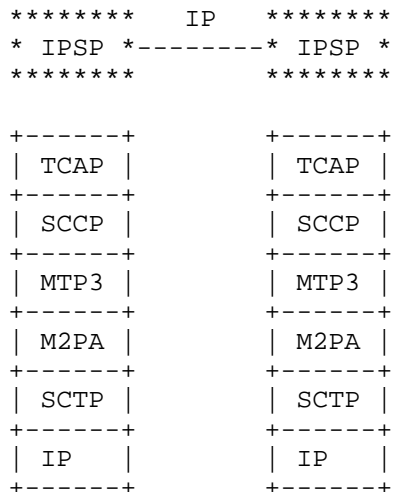 ********   IP   ********
* IPSP *--------* IPSP *
********        ********
+------+        +------+
| TCAP |        | TCAP |
+------+        +------+
| SCCP |        | SCCP |
+------+        +------+
| MTP3 |        | MTP3 |
+------+        +------+
| M2PA |        | M2PA |
+------+        +------+
| SCTP |        | SCTP |
+------+        +------+
| IP   |        | IP   |
+------+        +------+